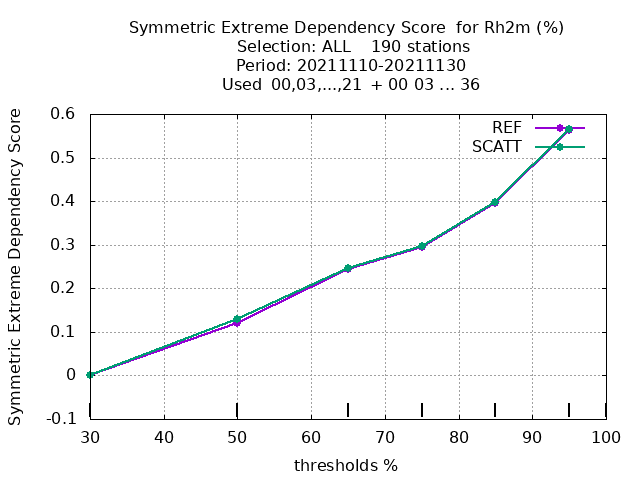 Symmetric Extreme Dependency Score  for Rh2m (%)
Selection: ALL    190 stations
Period: 20211110-20211130
Used  00,03,...,21  + 00 03 ... 36
Symmetric Extreme Dependency Score
0.6
0.5
0.4
0.3
0.2
0.1
0
-0.1
REF
SCATT
30 40 50 60 70 80 90 100
thresholds %